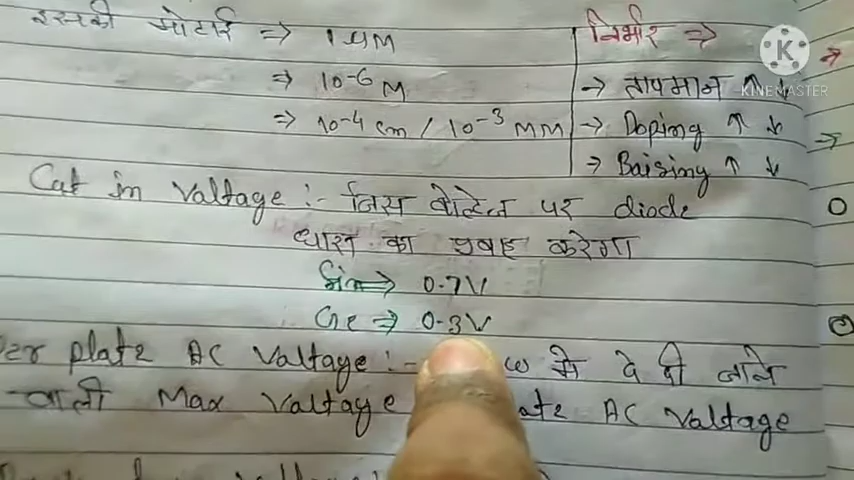 इसकी मोटाई => 1 μM
=> 10-6 M
=> 10-4 cm / 10-3 MM
निर्भर =>
-> तापमान ↑ ↓
-> Doping ↑ ↓
-> Baising ↑ ↓
KINEMASTER
Cat in Valtage :- जिस वोल्टेज पर diode
धारा का प्रवाह करेगा
=> 0.7V
Ge => 0.3V
plate AC Valtage :- में दे दी जाने
वाली Max Valtage AC Valtage